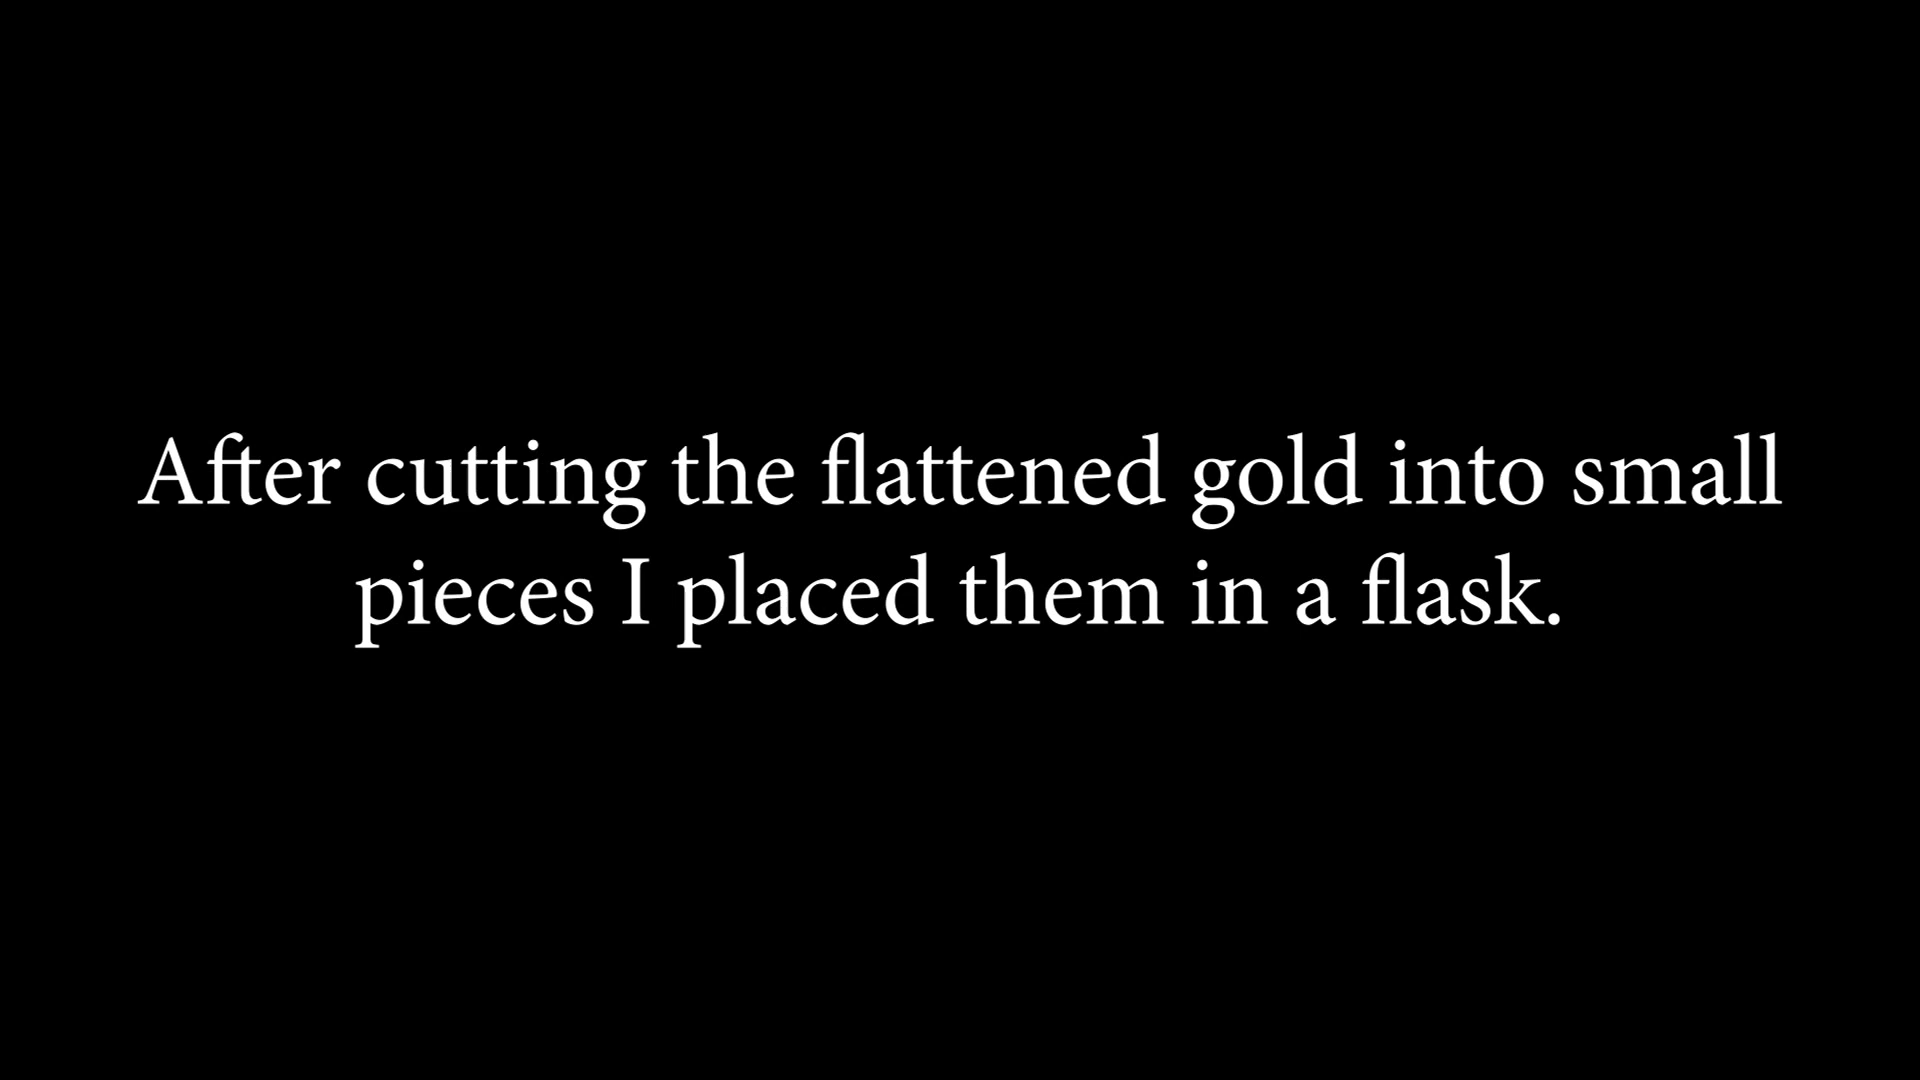 After cutting the flattened gold into small
pieces I placed them in a flask.